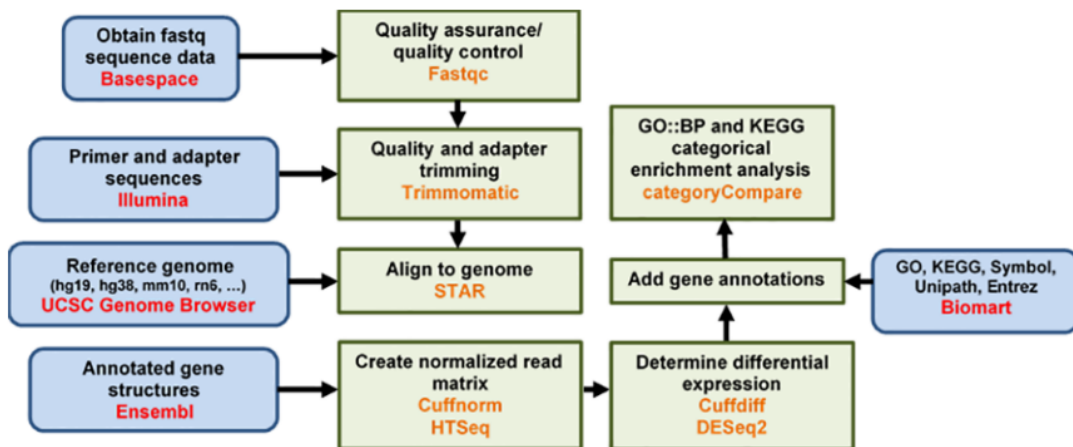 Obtain fastq
sequence data
Basespace
Quality assurance/
quality control
Fastqc
Primer and adapter
sequences
Illumina
Quality and adapter
trimming
Trimmomatic
GO::BP and KEGG
categorical
enrichment analysis
categoryCompare
Reference genome
(hg19, hg38, mm10, rn6, ...)
UCSC Genome Browser
Align to genome
STAR
Add gene annotations
GO, KEGG, Symbol,
Unipath, Entrez
Biomart
Annotated gene
structures
Ensembl
Create normalized read
matrix
Cuffnorm
HTSeq
Determine differential
expression
Cuffdiff
DESeq2